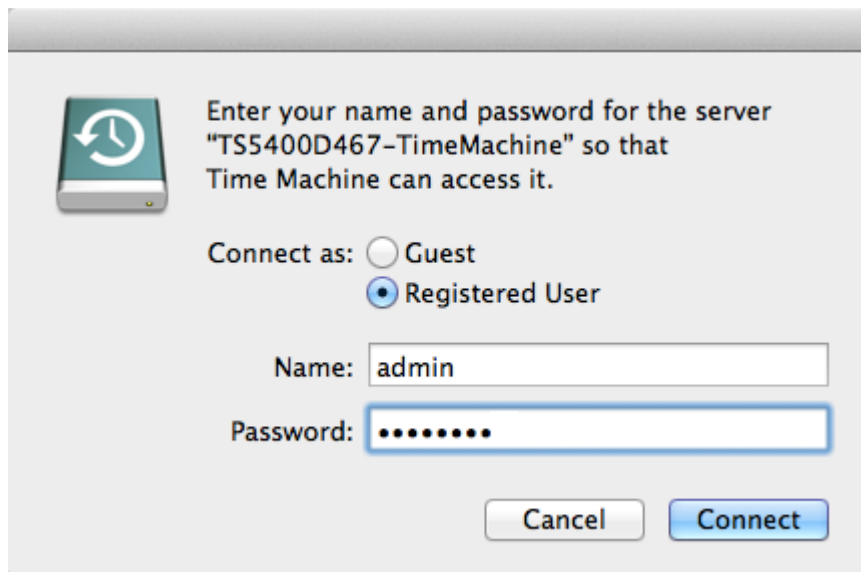 Enter your name and password for the server
“TS5400D467-TimeMachine” so that
Time Machine can access it.
Connect as: Guest
Registered User
Name: admin
Password: ••••••••
Cancel Connect